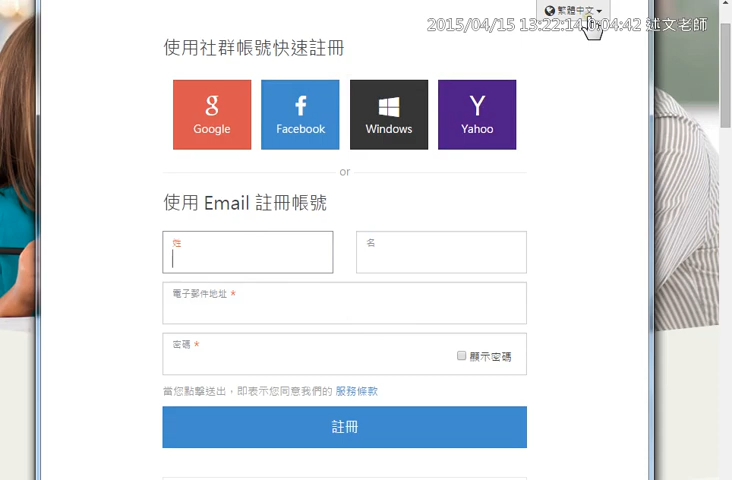 繁體中文
2015/04/15 13:22:14 0:04:42 述文老師
使用社群帳號快速註冊
Google
Facebook
Windows
Yahoo
or
使用 Email 註冊帳號
姓
名
電子郵件地址 *
密碼 *
顯示密碼
當您點擊送出，即表示您同意我們的 服務條款
註冊